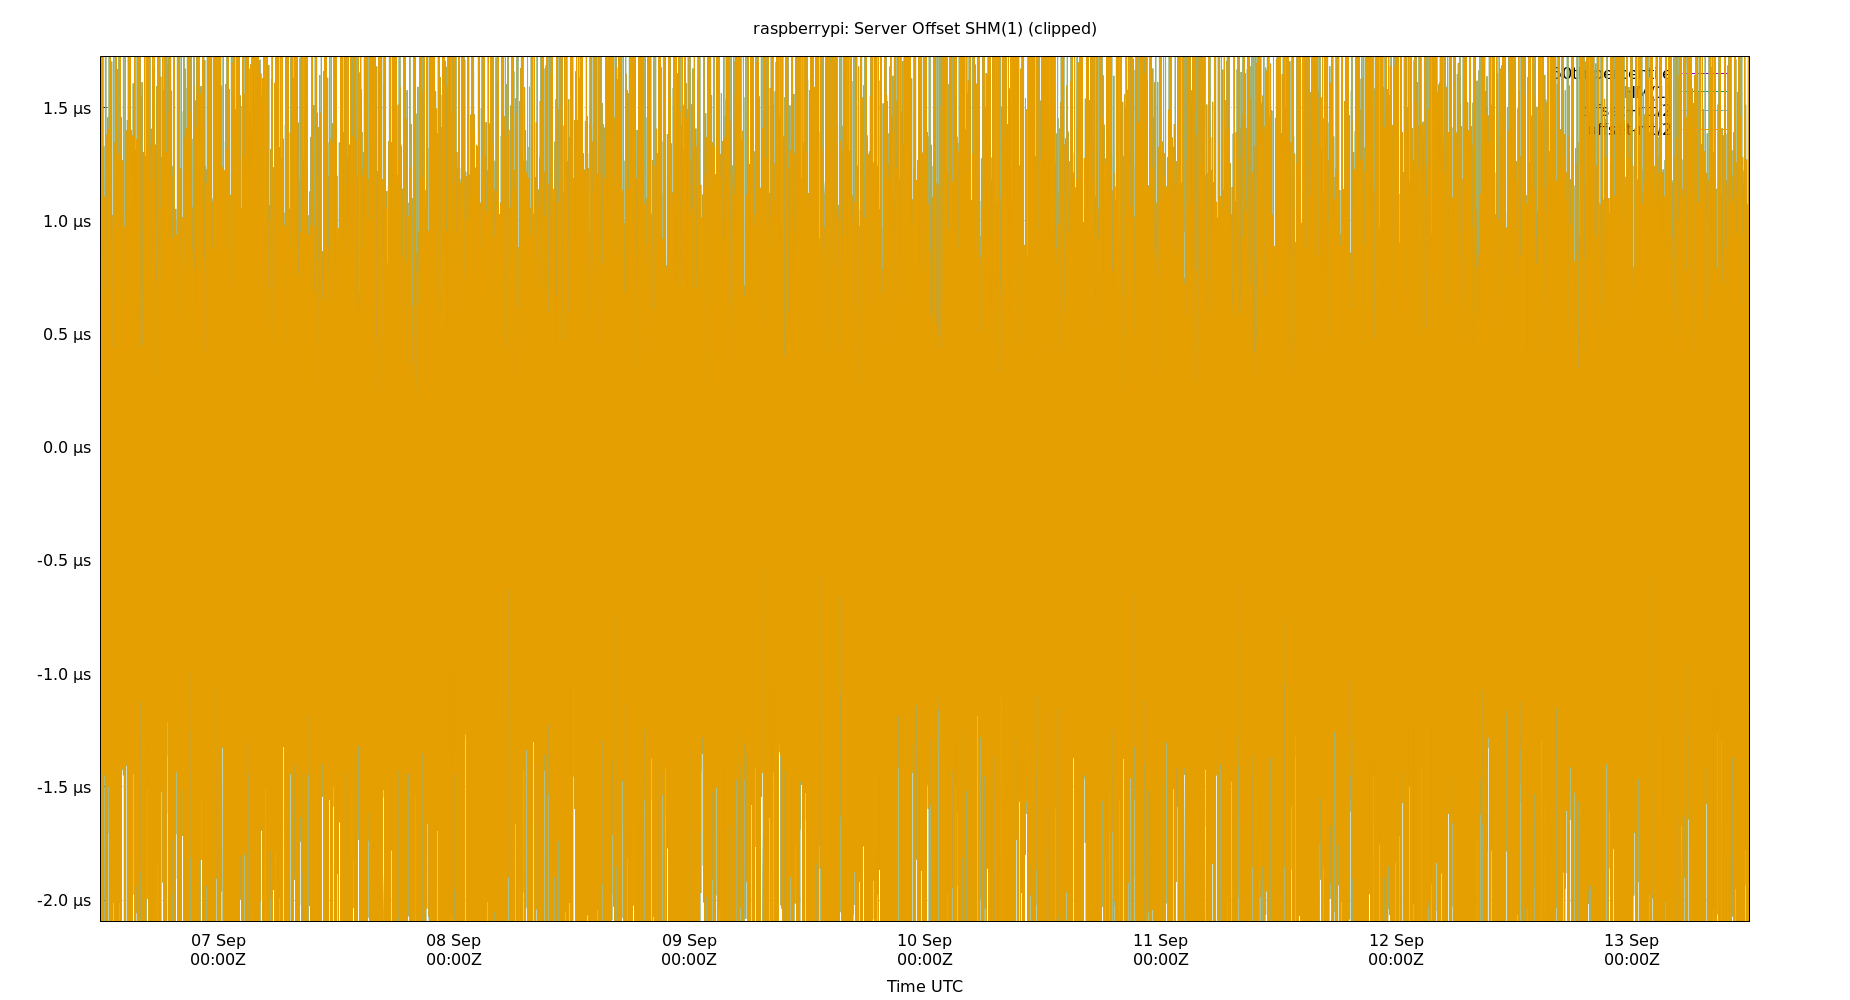 raspberrypi: Server Offset SHM(1) (clipped)
1.5 µs
1.0 µs
0.5 µs
0.0 µs
-0.5 µs
-1.0 µs
-1.5 µs
-2.0 µs
07 Sep 08 Sep 09 Sep 10 Sep 11 Sep 12 Sep 13 Sep
00:00Z 00:00Z 00:00Z 00:00Z 00:00Z 00:00Z 00:00Z
Time UTC